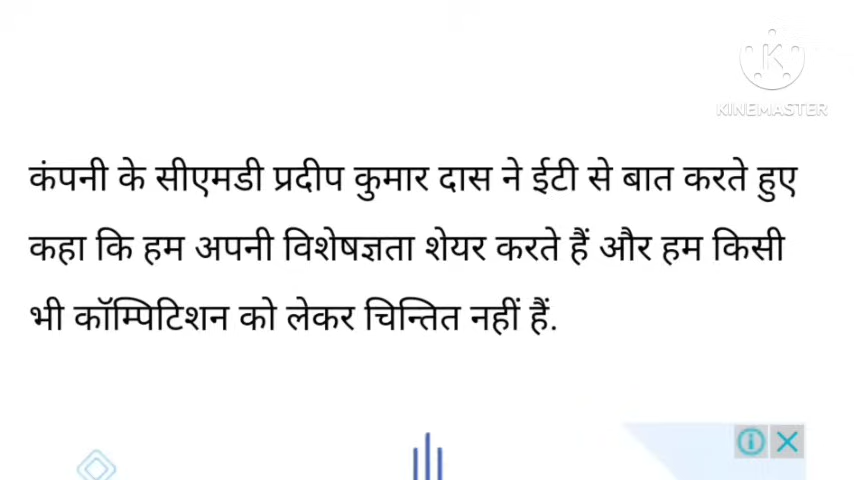 KINEMASTER
कंपनी के सीएमडी प्रदीप कुमार दास ने ईटी से बात करते हुए
कहा कि हम अपनी विशेषज्ञता शेयर करते हैं और हम किसी
भी कॉम्पिटिशन को लेकर चिन्तित नहीं हैं.